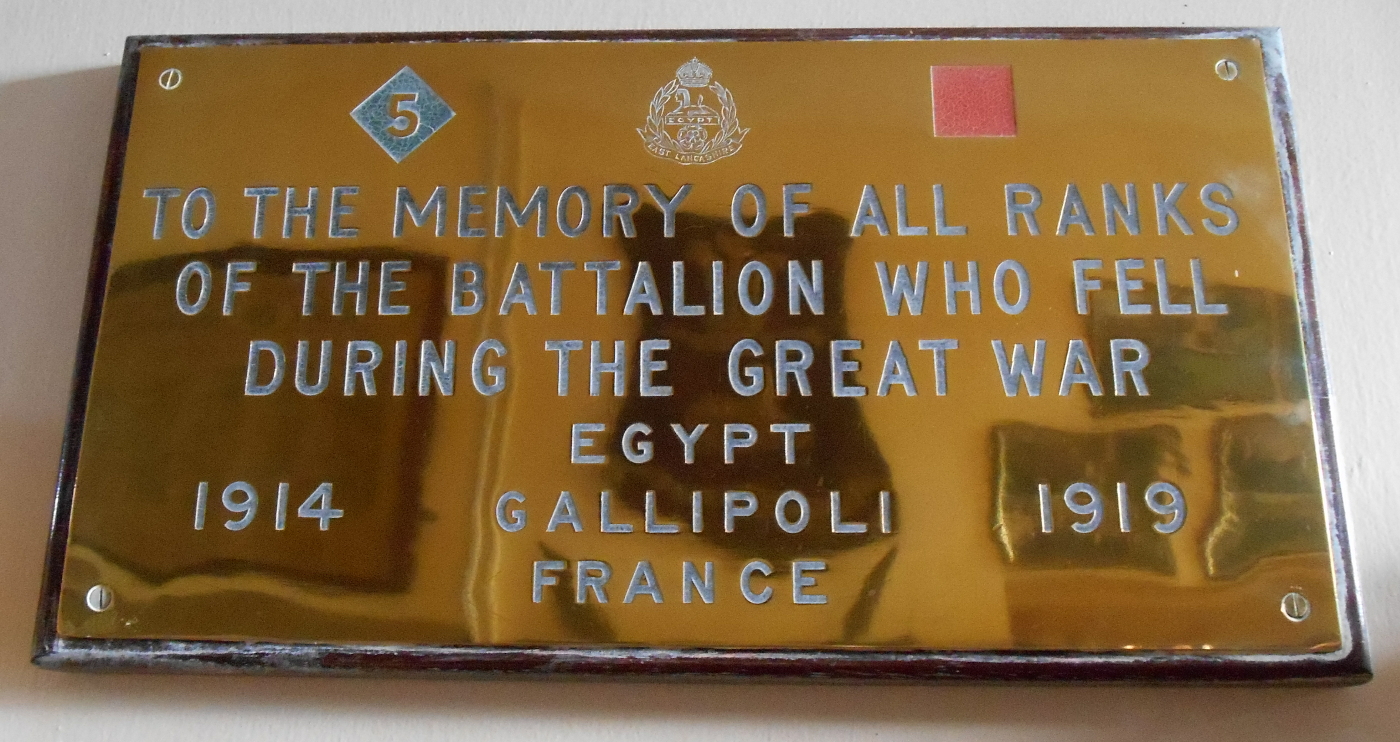 5
EGYPT
EAST LANCASHIRE
TO THE MEMORY OF ALL RANKS
OF THE BATTALION WHO FELL
DURING THE GREAT WAR
EGYPT
1914 GALLIPOLI 1919
FRANCE